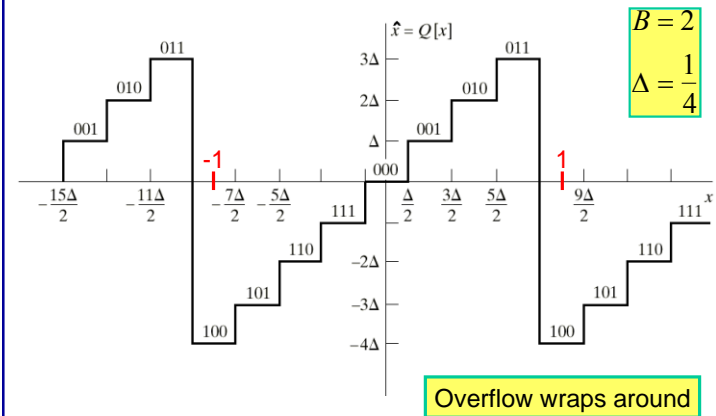 x̂ = Q[x]
B = 2
Δ = 1/4
011
011
3Δ
010
010
2Δ
001
001
Δ
-1
000
1
-15Δ/2
-11Δ/2
-7Δ/2
-5Δ/2
Δ/2
3Δ/2
5Δ/2
9Δ/2
x
111
111
110
110
-2Δ
101
101
-3Δ
100
100
-4Δ
Overflow wraps around